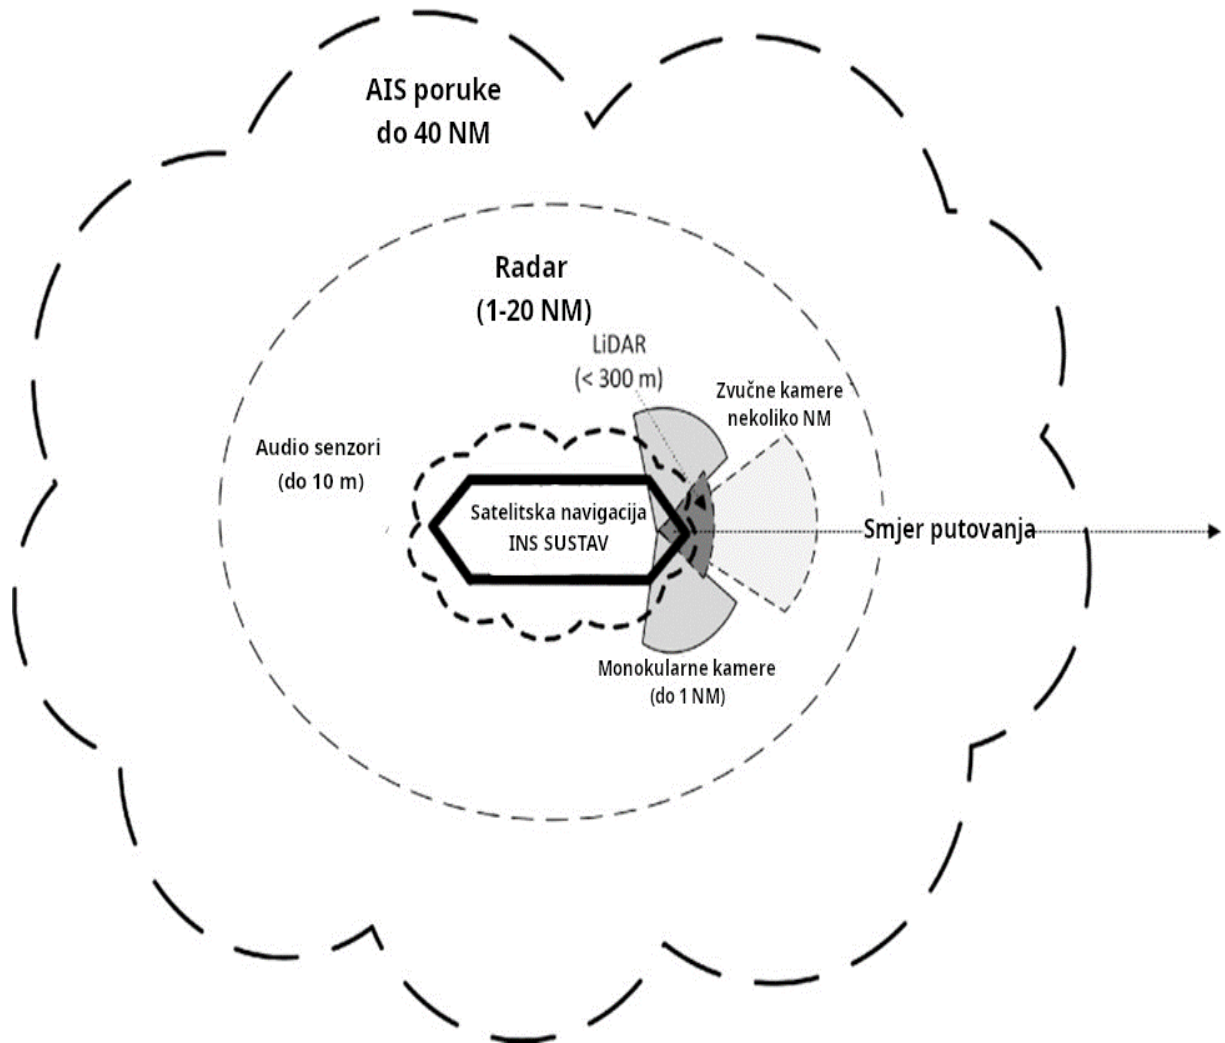 AIS poruke
do 40 NM
Radar
(1-20 NM)
LiDAR
(< 300 m)
Zvučne kamere
nekoliko NM
Audio senzori
(do 10 m)
Satelitska navigacija
INS SUSTAV
Smjer putovanja
Monokularne kamere
(do 1 NM)